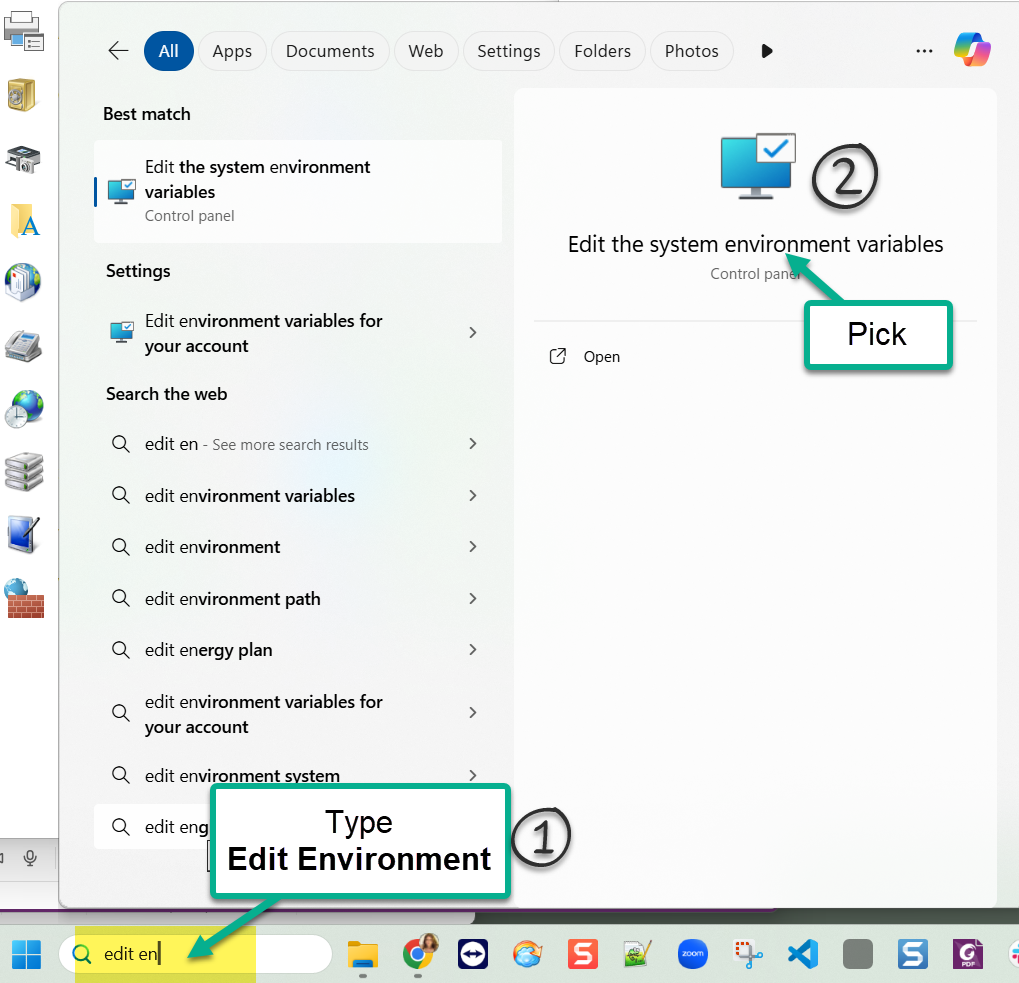 All
Apps
Documents
Web
Settings
Folders
Photos
Best match
Edit the system environment
variables
Control panel
Settings
Edit environment variables for
your account
Search the web
edit en - See more search results
edit environment variables
edit environment
edit environment path
edit energy plan
edit environment variables for
your account
edit environment system
edit eng
2
Edit the system environment variables
Control panel
Pick
Open
Type
Edit Environment
1
edit en
zoom
S
S
G
PDF